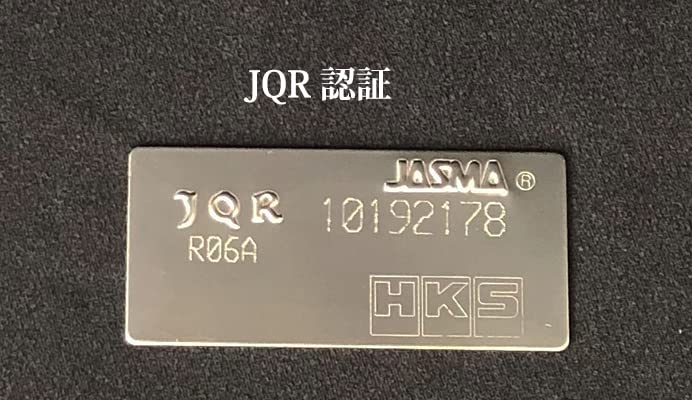 JQR 認証
JASMA ®
JQR 10192178
R06A
HKS